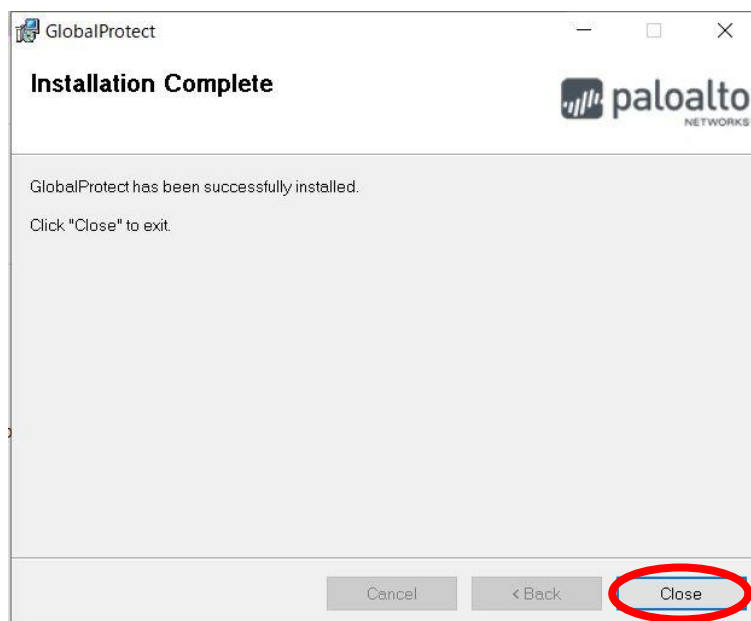 GlobalProtect
Installation Complete
paloalto
NETWORKS
GlobalProtect has been successfully installed.
Click "Close" to exit.
Cancel
< Back
Close